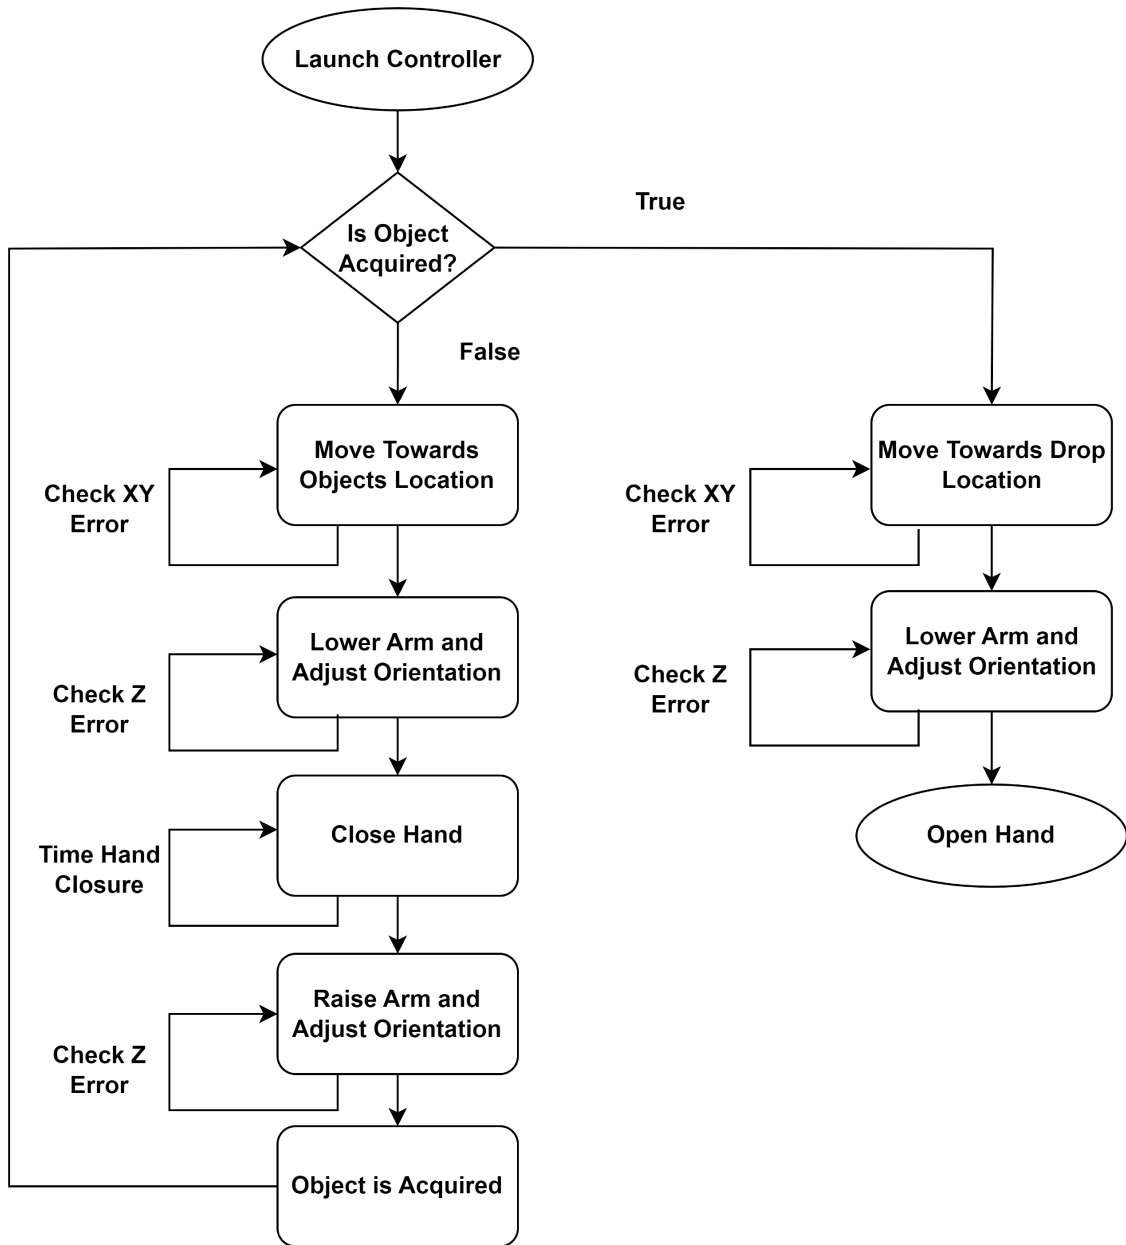 Launch Controller
True
Is Object
Acquired?
False
Move Towards
Objects Location
Check XY
Error
Move Towards Drop
Location
Check XY
Error
Lower Arm and
Adjust Orientation
Check Z
Error
Lower Arm and
Adjust Orientation
Check Z
Error
Close Hand
Time Hand
Closure
Open Hand
Raise Arm and
Adjust Orientation
Check Z
Error
Object is Acquired